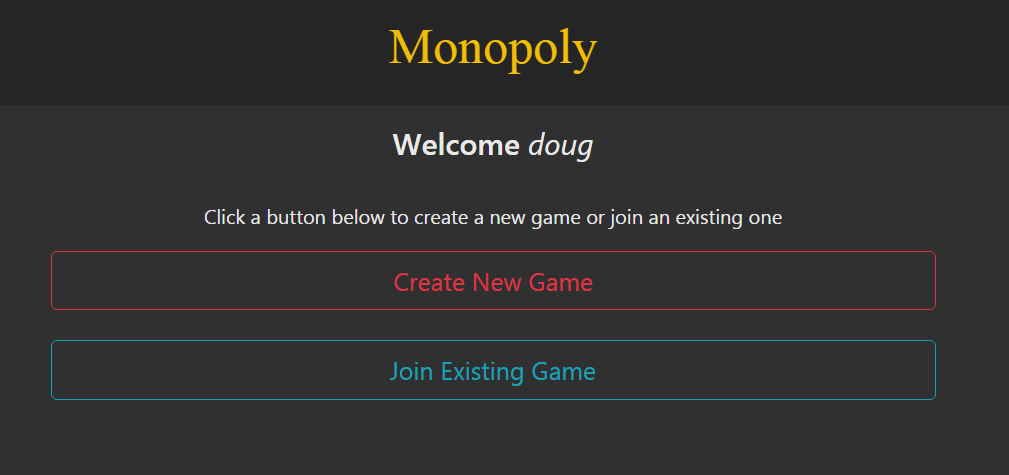 Monopoly
Welcome doug
Click a button below to create a new game or join an existing one
Create New Game
Join Existing Game